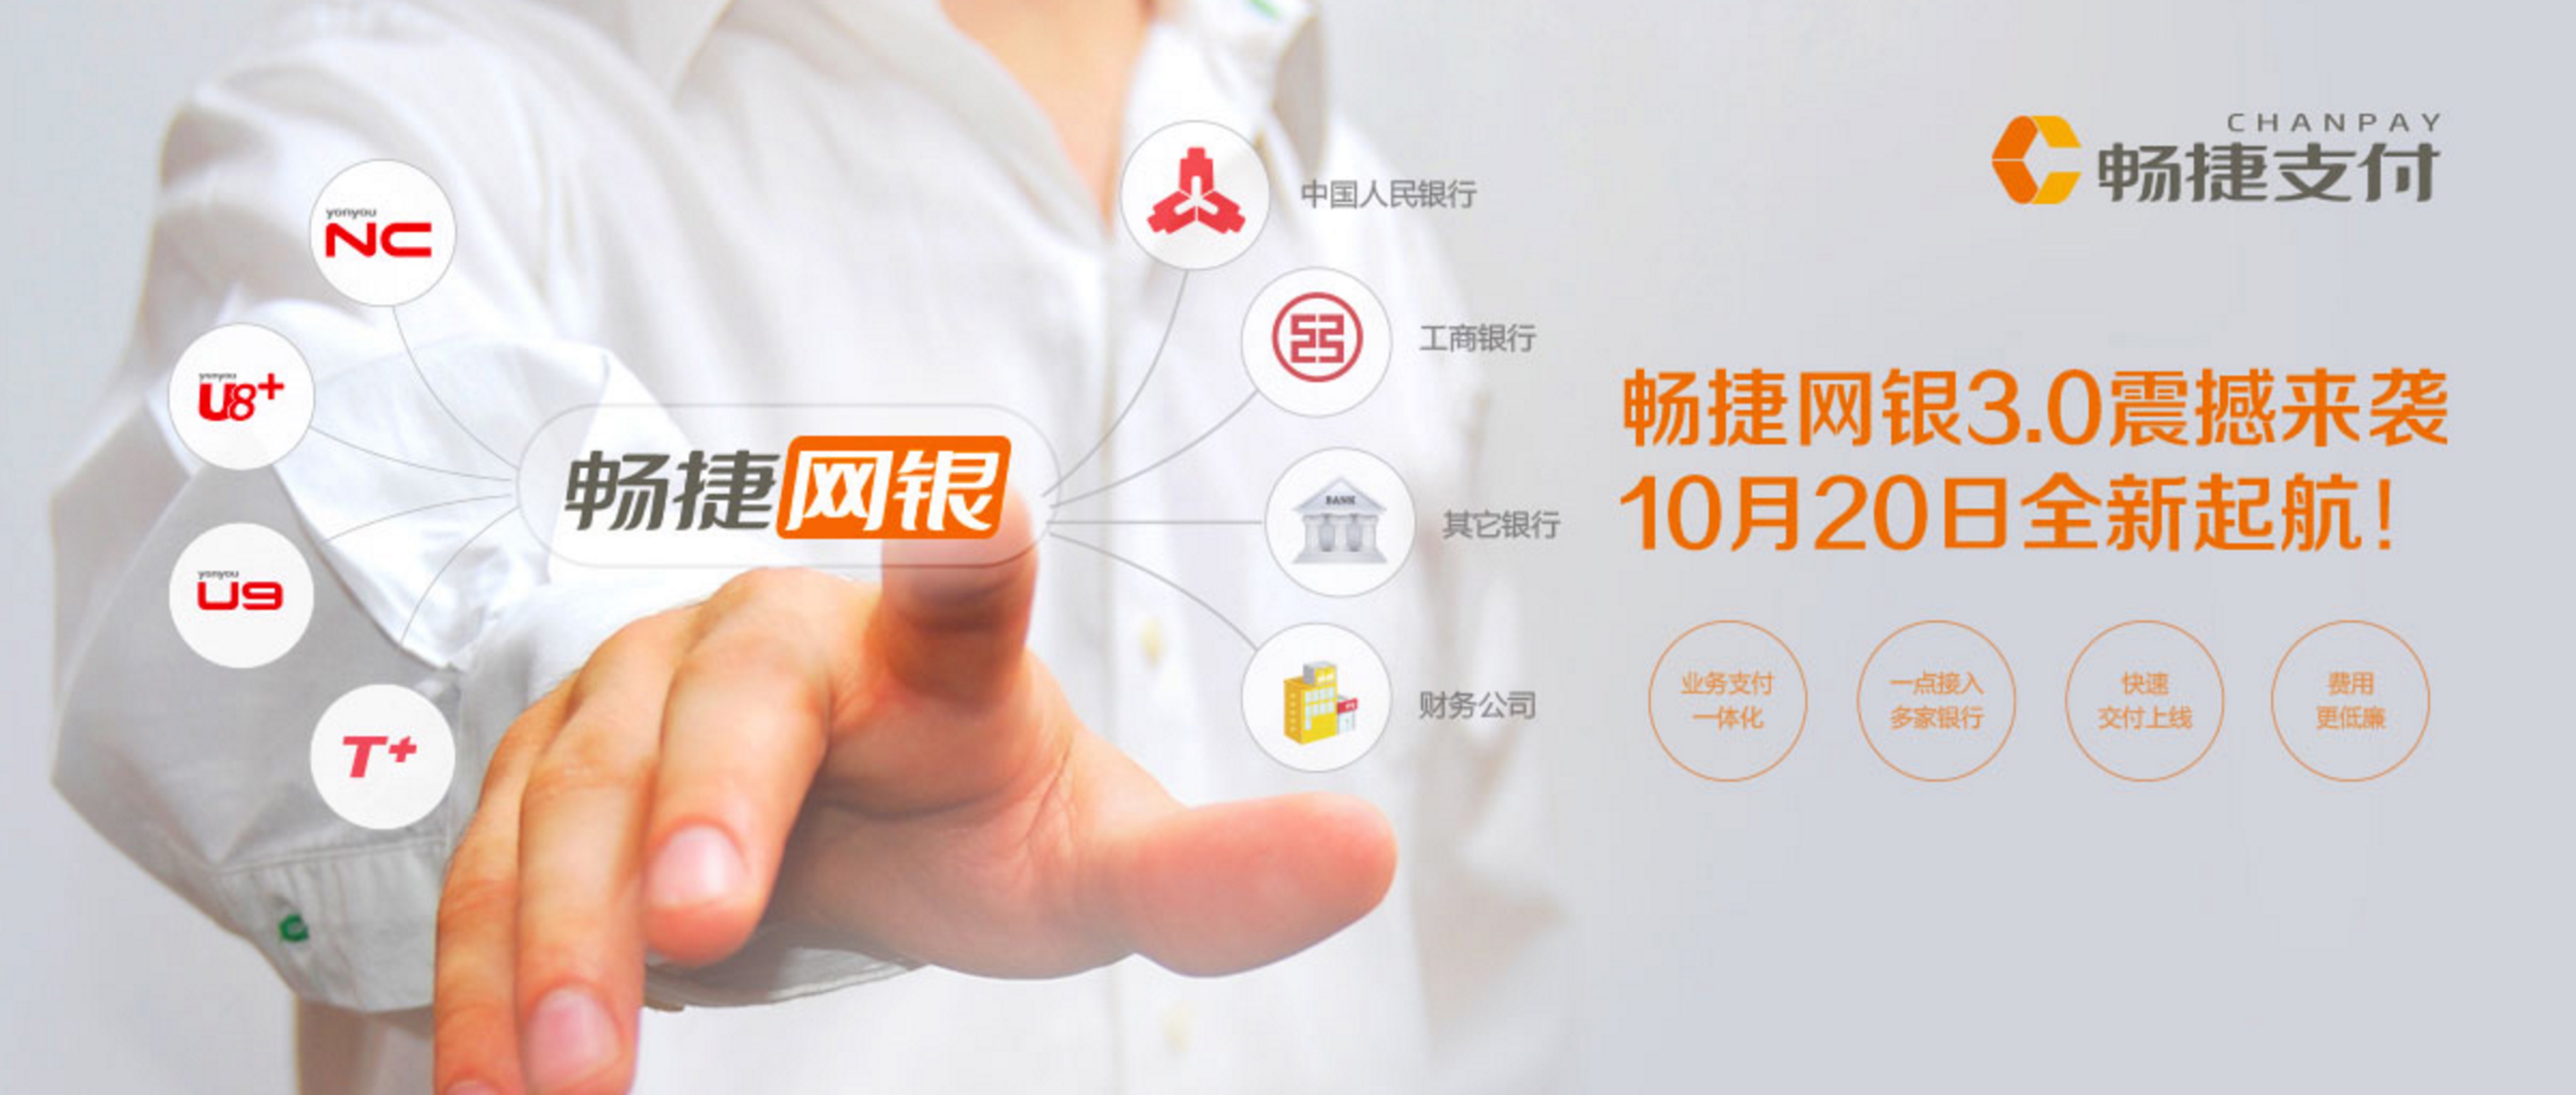 CHANPAY
畅捷支付
yonyou
NC
yonyou
U8+
yonyou
U9
T+
畅捷网银
中国人民银行
工商银行
BANK
其它银行
财务公司
畅捷网银3.0震撼来袭
10月20日全新起航！
业务支付
一体化
一点接入
多家银行
快速
交付上线
费用
更低廉